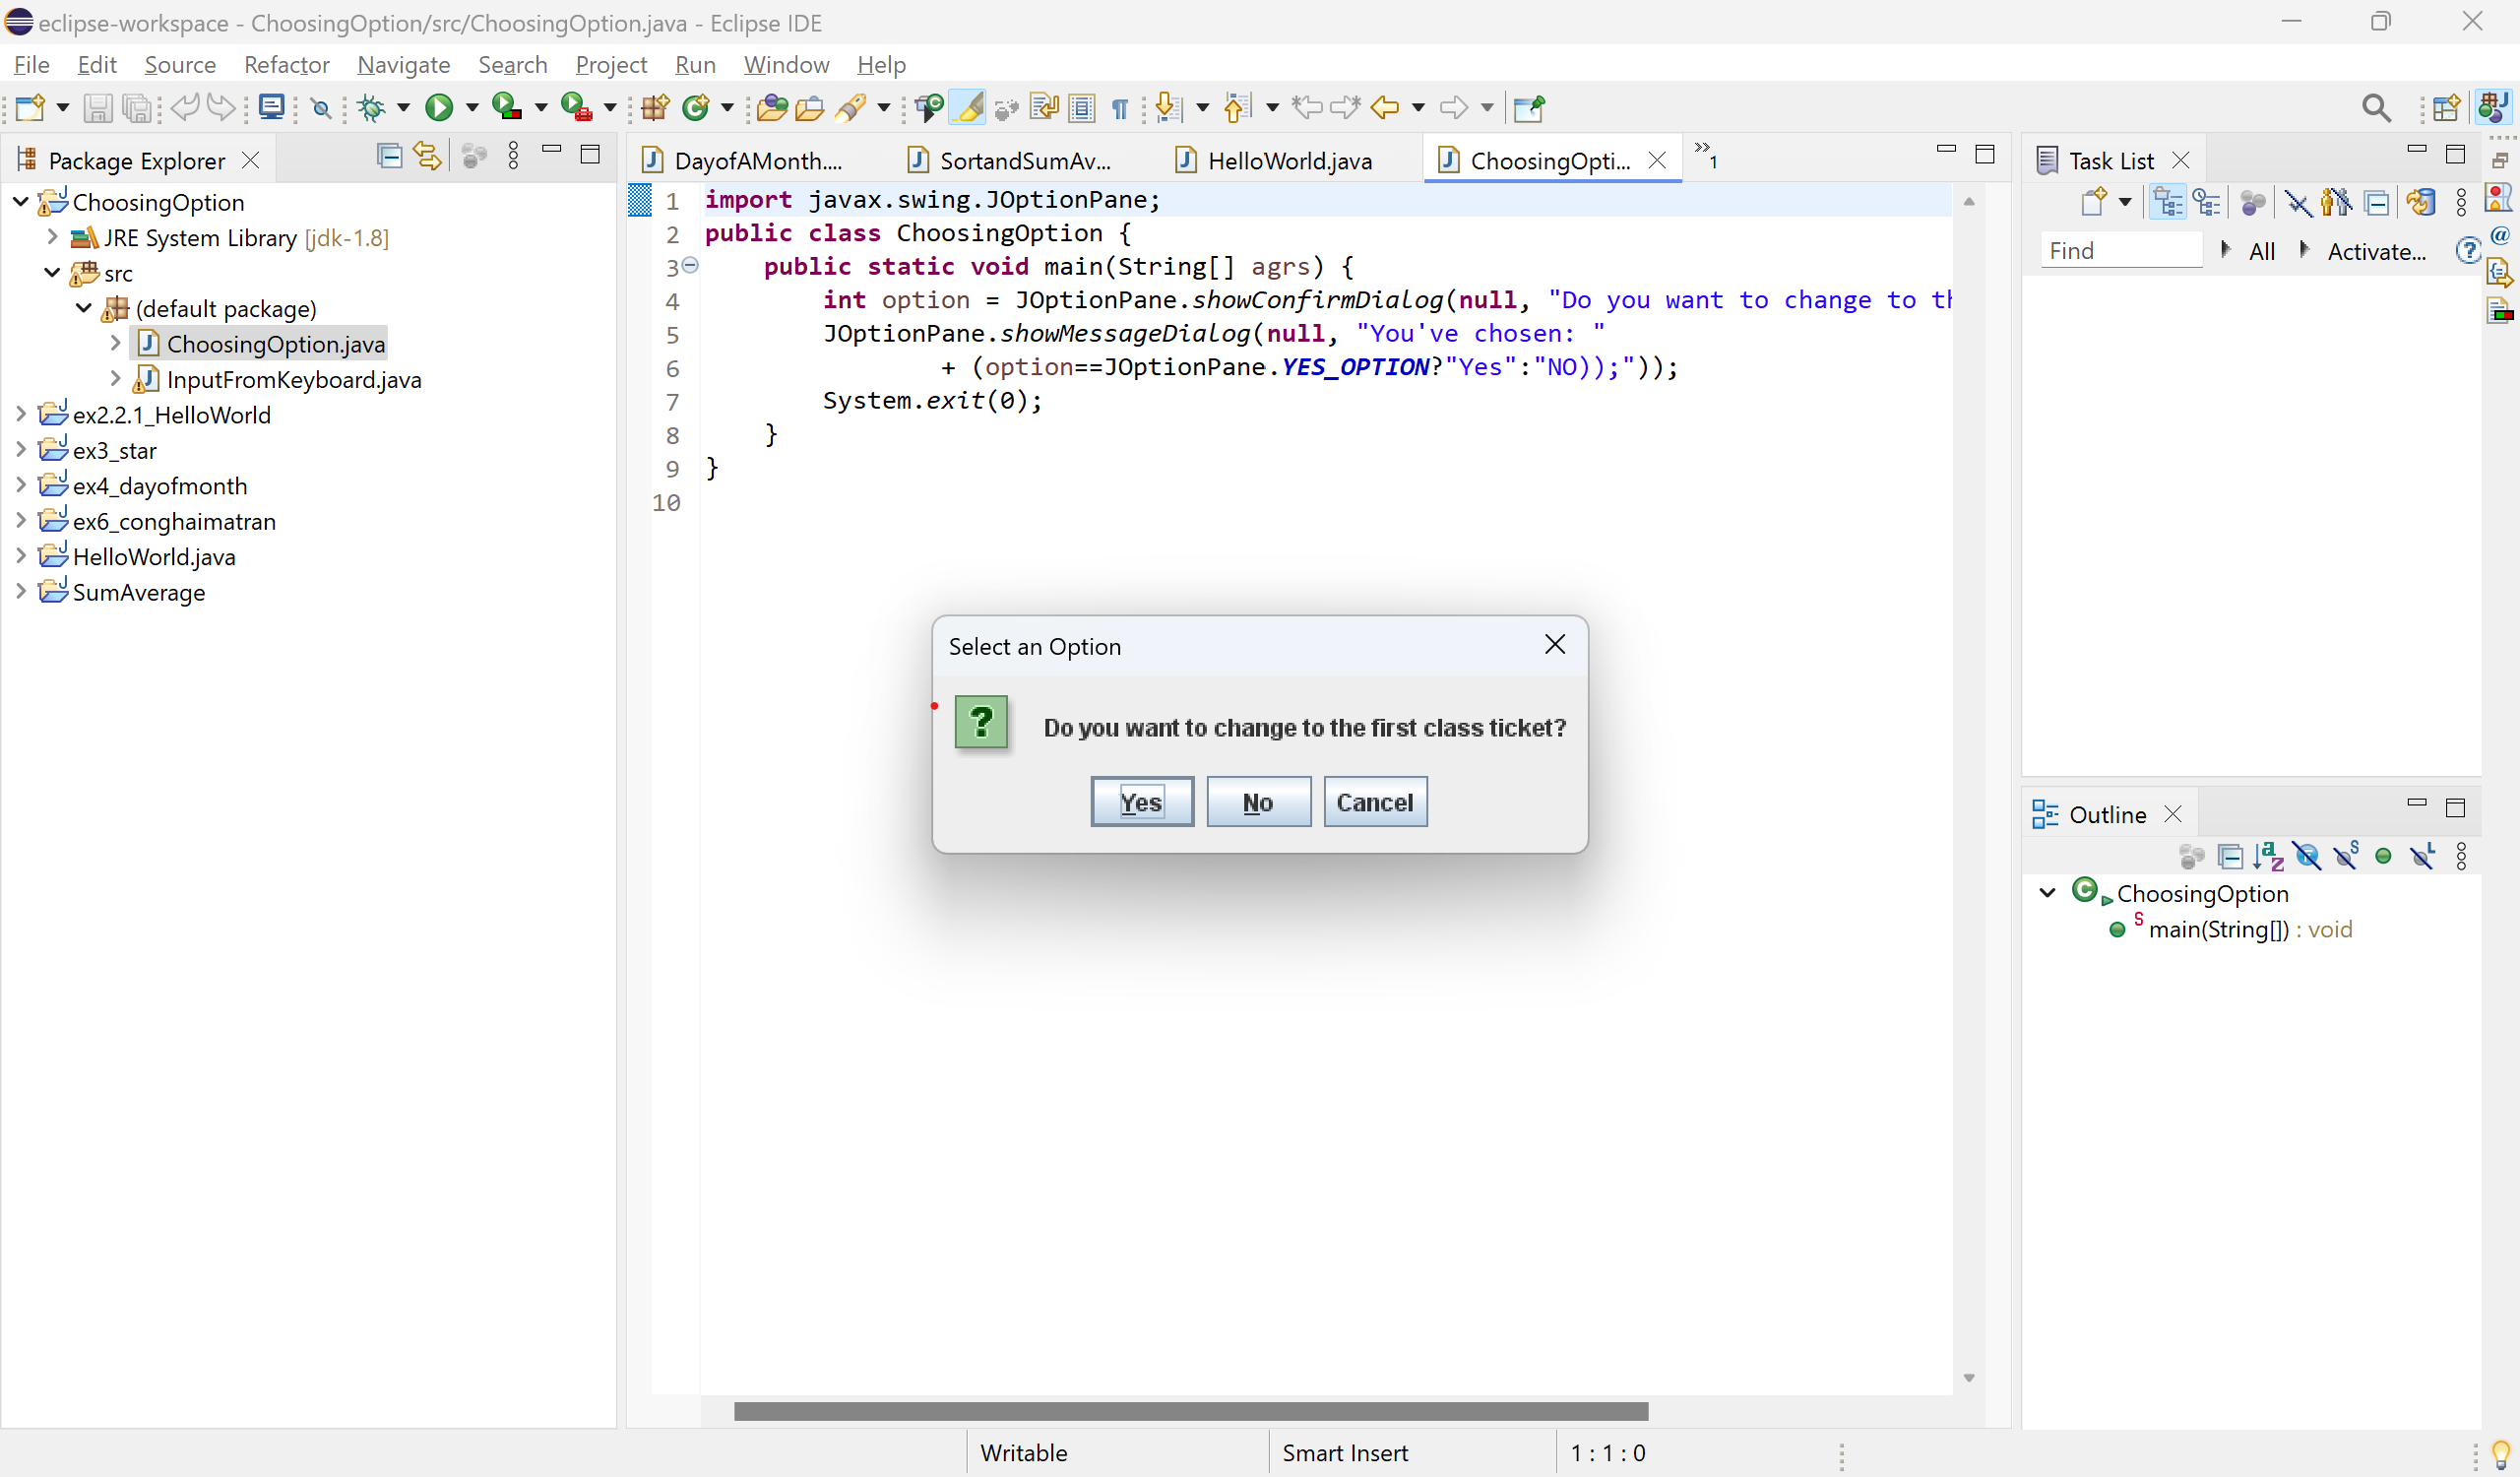 eclipse-workspace - ChoosingOption/src/ChoosingOption.java - Eclipse IDE
File Edit Source Refactor Navigate Search Project Run Window Help
Package Explorer
ChoosingOption
JRE System Library [jdk-1.8]
src
(default package)
ChoosingOption.java
InputFromKeyboard.java
ex2.2.1_HelloWorld
ex3_star
ex4_dayofmonth
ex6_conghaimatran
HelloWorld.java
SumAverage
DayofAMonth.... SortandSumAv... HelloWorld.java ChoosingOpti... »1
1 import javax.swing.JOptionPane;
2 public class ChoosingOption {
3 public static void main(String[] agrs) {
4 int option = JOptionPane.showConfirmDialog(null, "Do you want to change to th
5 JOptionPane.showMessageDialog(null, "You've chosen: "
6 + (option==JOptionPane.YES_OPTION?"Yes":"NO));"));
7 System.exit(0);
8 }
9 }
10
Select an Option
Do you want to change to the first class ticket?
Yes No Cancel
Task List
Find All Activate...
Outline
ChoosingOption
main(String[]) : void
Writable Smart Insert 1 : 1 : 0